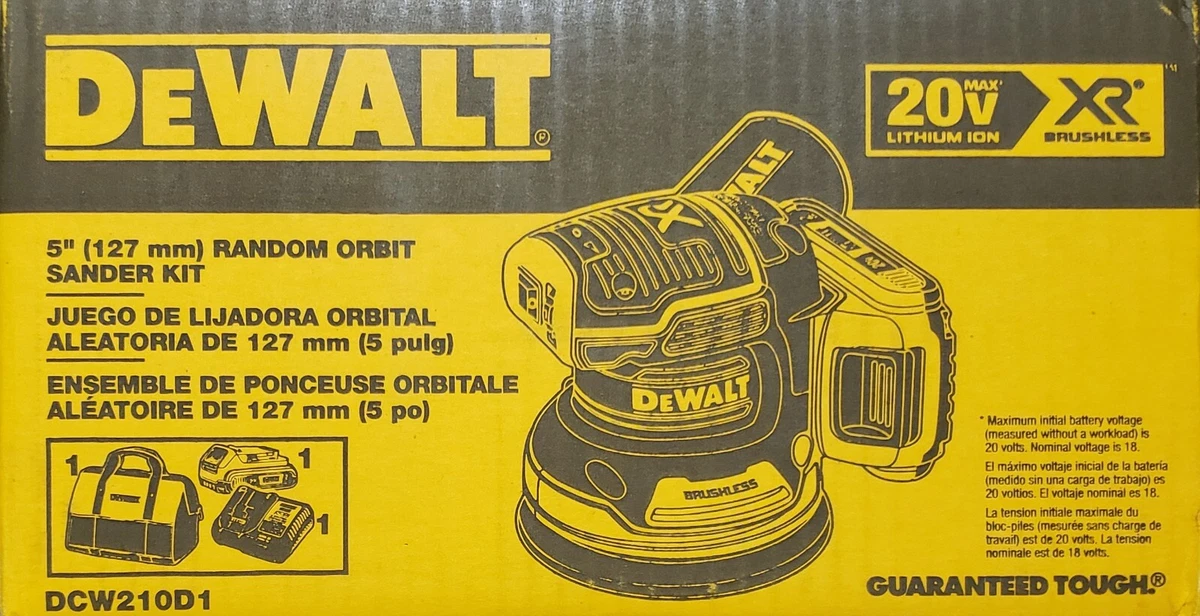 DEWALT®
20V MAX*
LITHIUM ION
XR®
BRUSHLESS
5" (127 mm) RANDOM ORBIT
SANDER KIT
JUEGO DE LIJADORA ORBITAL
ALEATORIA DE 127 mm (5 pulg)
ENSEMBLE DE PONCEUSE ORBITALE
ALÉATOIRE DE 127 mm (5 po)
1
1
1
DEWALT
DCW210D1
WALT
XR
DEWALT
BRUSHLESS
* Maximum initial battery voltage
(measured without a workload) is
20 volts. Nominal voltage is 18.
El máximo voltaje inicial de la batería
(medido sin una carga de trabajo) es
20 voltios. El voltaje nominal es 18.
La tension initiale maximale du
bloc-piles (mesurée sans charge de
travail) est de 20 volts. La tension
nominale est de 18 volts.
GUARANTEED TOUGH.®